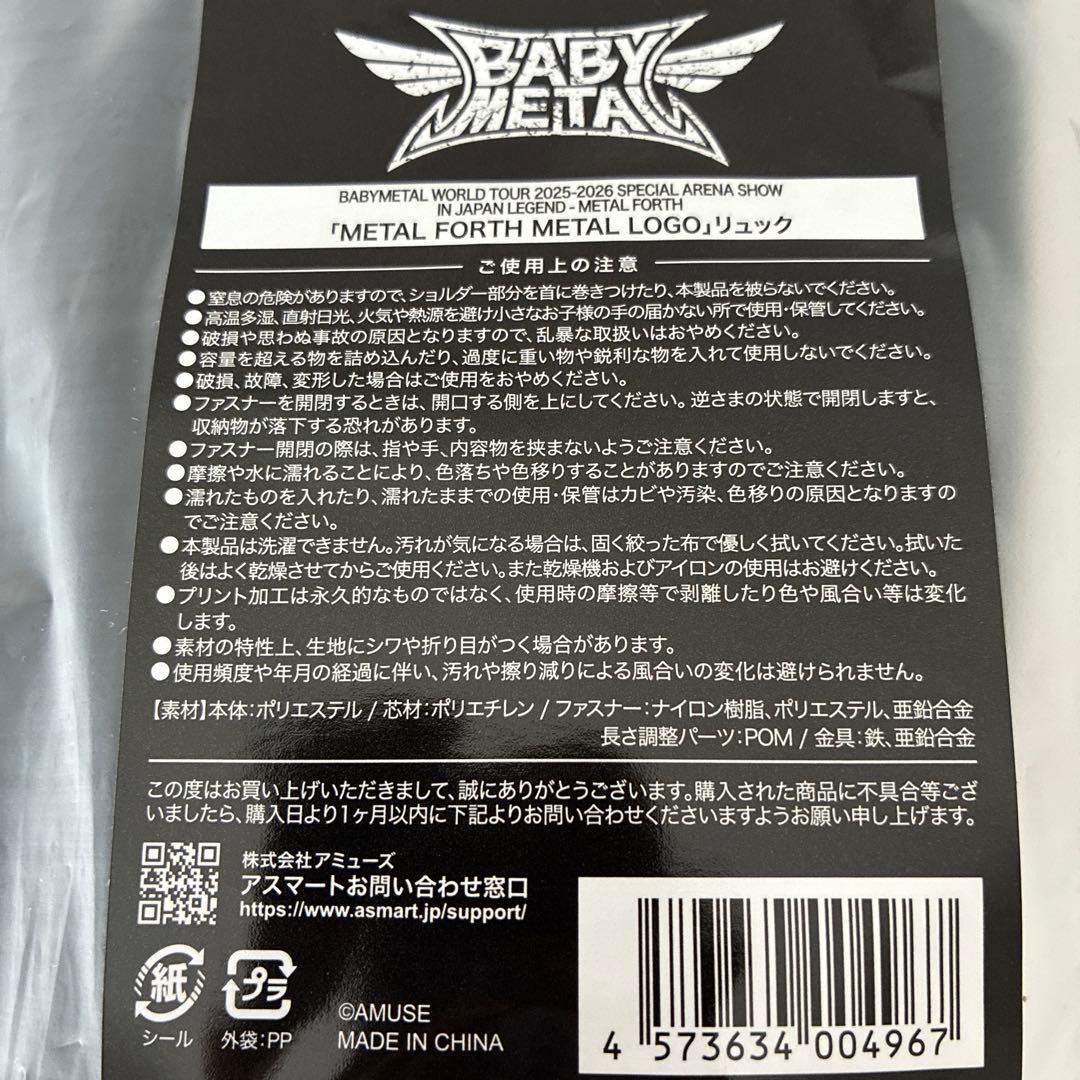 BABY
METAL
BABYMETAL WORLD TOUR 2025-2026 SPECIAL ARENA SHOW
IN JAPAN LEGEND - METAL FORTH
「METAL FORTH METAL LOGO」リュック
ご使用上の注意
●窒息の危険がありますので、ショルダー部分を首に巻きつけたり、本製品を被らないでください。
●高温多湿、直射日光、火気や熱源を避け小さなお子様の手の届かない所で使用・保管してください。
●破損や思わぬ事故の原因となりますので、乱暴な取扱いはおやめください。
●容量を超える物を詰め込んだり、過度に重い物や鋭利な物を入れて使用しないでください。
●破損、故障、変形した場合はご使用をおやめください。
●ファスナーを開閉するときは、開口する側を上にしてください。逆さまの状態で開閉しますと、
収納物が落下する恐れがあります。
●ファスナー開閉の際は、指や手、内容物を挟まないようご注意ください。
●摩擦や水に濡れることにより、色落ちや色移りすることがありますのでご注意ください。
●濡れたものを入れたり、濡れたままでの使用・保管はカビや汚染、色移りの原因となりますの
でご注意ください。
●本製品は洗濯できません。汚れが気になる場合は、固く絞った布で優しく拭いてください。拭いた
後はよく乾燥させてからご使用ください。また乾燥機およびアイロンの使用はお避けください。
●プリント加工は永久的なものではなく、使用時の摩擦等で剥離したり色や風合い等は変化
します。
●素材の特性上、生地にシワや折り目がつく場合があります。
●使用頻度や年月の経過に伴い、汚れや擦り減りによる風合いの変化は避けられません。
【素材】本体：ポリエステル / 芯材：ポリエチレン / ファスナー：ナイロン樹脂、ポリエステル、亜鉛合金
長さ調整パーツ：POM / 金具：鉄、亜鉛合金
この度はお買い上げいただきまして、誠にありがとうございます。購入された商品に不具合等ござ
いましたら、購入日より1ヶ月以内に下記よりお問い合わせくださいますようお願い申し上げます。
株式会社アミューズ
アスマートお問い合わせ窓口
https://www.asmart.jp/support/
紙
シール
プラ
外袋：PP
©AMUSE
MADE IN CHINA
4 573634 004967